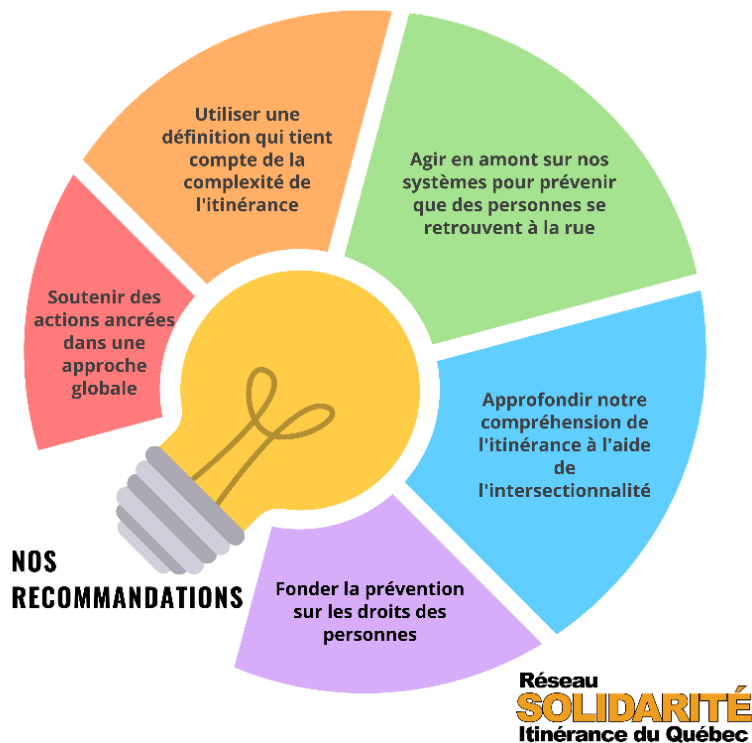 Utiliser une
définition qui tient
compte de la
complexité de
l'itinérance
Agir en amont sur nos
systèmes pour prévenir
que des personnes se
retrouvent à la rue
Soutenir des
actions ancrées
dans une
approche
globale
Approfondir notre
compréhension de
l'itinérance à l'aide
de
l'intersectionnalité
NOS
RECOMMANDATIONS
Fonder la prévention
sur les droits des
personnes
Réseau
SOLIDARITÉ
Itinérance du Québec